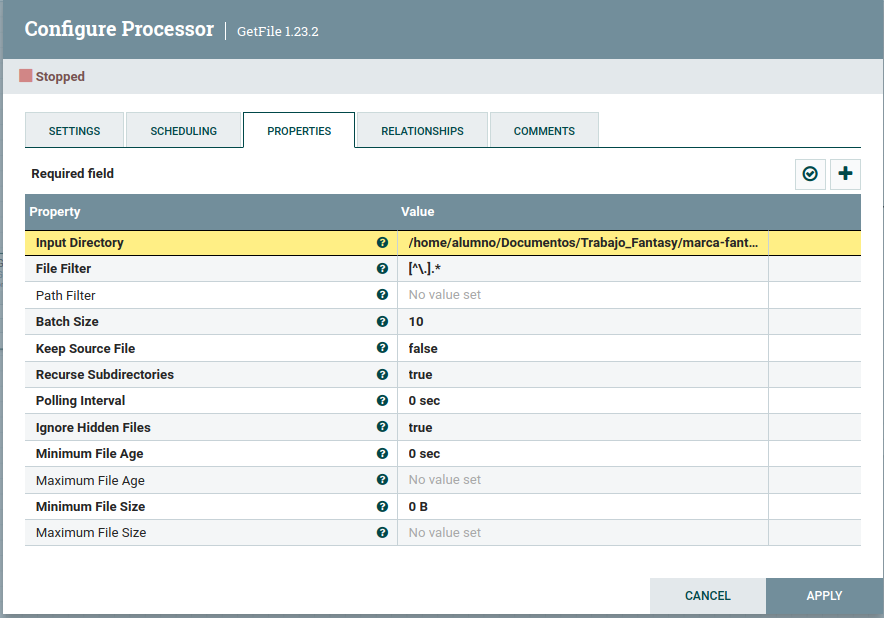 Configure Processor | GetFile 1.23.2
Stopped
SETTINGS SCHEDULING PROPERTIES RELATIONSHIPS COMMENTS
Required field
Property Value
Input Directory /home/alumno/Documentos/Trabajo_Fantasy/marca-fant...
File Filter [^\.].*
Path Filter No value set
Batch Size 10
Keep Source File false
Recurse Subdirectories true
Polling Interval 0 sec
Ignore Hidden Files true
Minimum File Age 0 sec
Maximum File Age No value set
Minimum File Size 0 B
Maximum File Size No value set
CANCEL APPLY